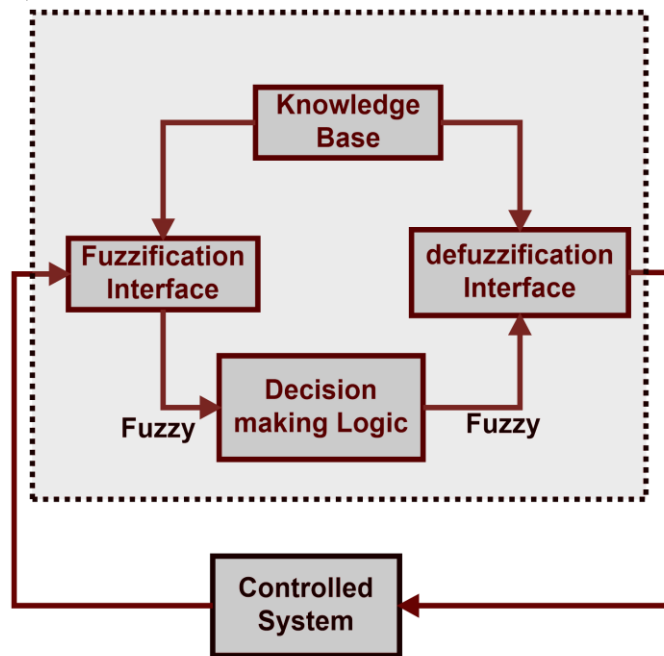 Knowledge
Base
Fuzzification
Interface
defuzzification
Interface
Decision
making Logic
Fuzzy
Fuzzy
Controlled
System